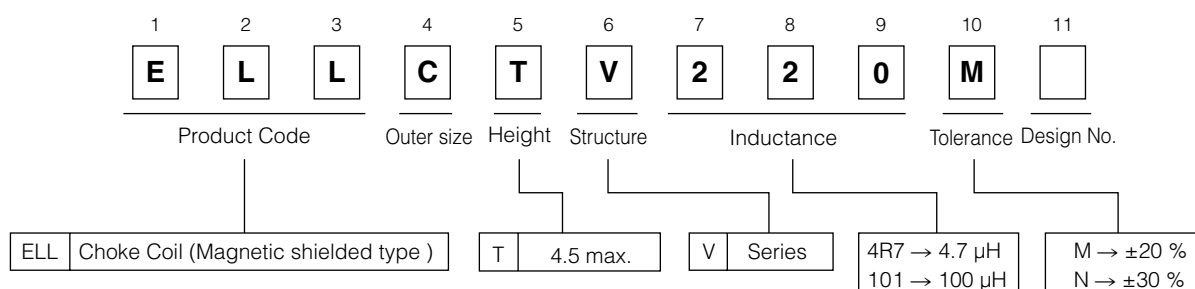 1 2 3 4 5 6 7 8 9 10 11
E L L C T V 2 2 0 M
Product Code Outer size Height Structure Inductance Tolerance Design No.
ELL Choke Coil (Magnetic shielded type ) T 4.5 max. V Series 4R7 → 4.7 µH M → ±20 %
101 → 100 µH N → ±30 %